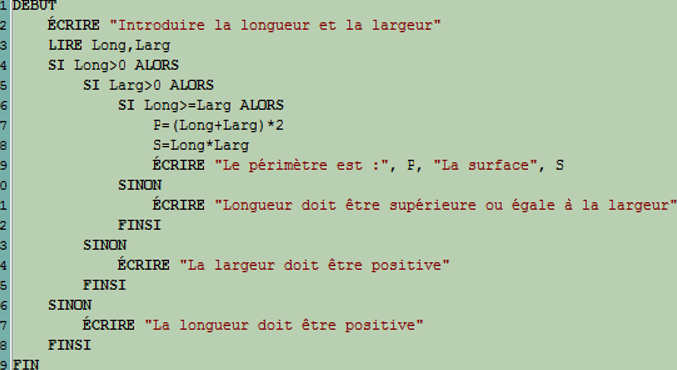 1 DEBUT
2 ÉCRIRE "Introduire la longueur et la largeur"
3 LIRE Long,Larg
4 SI Long>0 ALORS
5 SI Larg>0 ALORS
6 SI Long>=Larg ALORS
7 P=(Long+Larg)*2
8 S=Long*Larg
9 ÉCRIRE "Le périmètre est :", P, "La surface", S
0 SINON
1 ÉCRIRE "Longueur doit être supérieure ou égale à la largeur"
2 FINSI
3 SINON
4 ÉCRIRE "La largeur doit être positive"
5 FINSI
6 SINON
7 ÉCRIRE "La longueur doit être positive"
8 FINSI
9 FIN